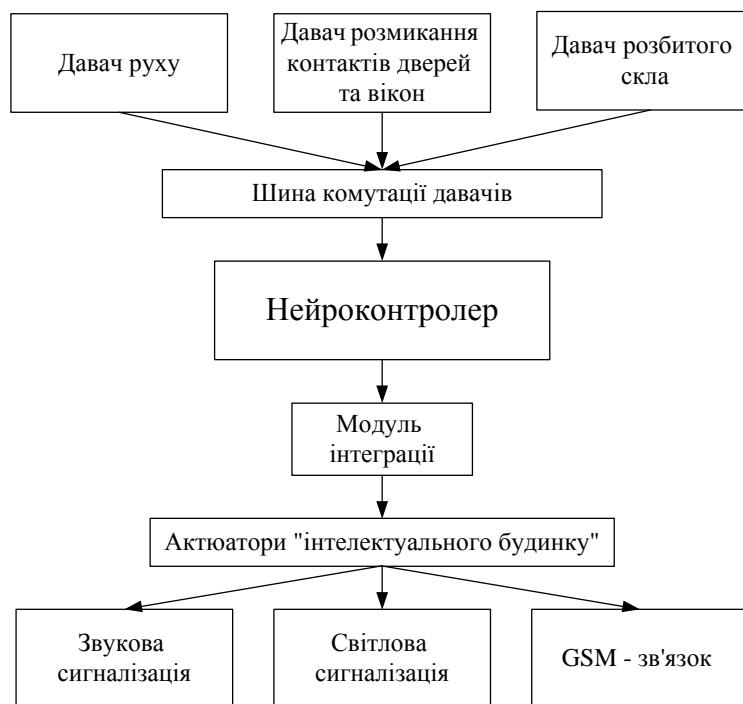 Давач руху
Давач розмикання
контактів дверей
та вікон
Давач розбитого
скла
Шина комутації давачів
Нейроконтролер
Модуль
інтеграції
Актюатори "інтелектуального будинку"
Звукова
сигналізація
Світлова
сигналізація
GSM - зв'язок